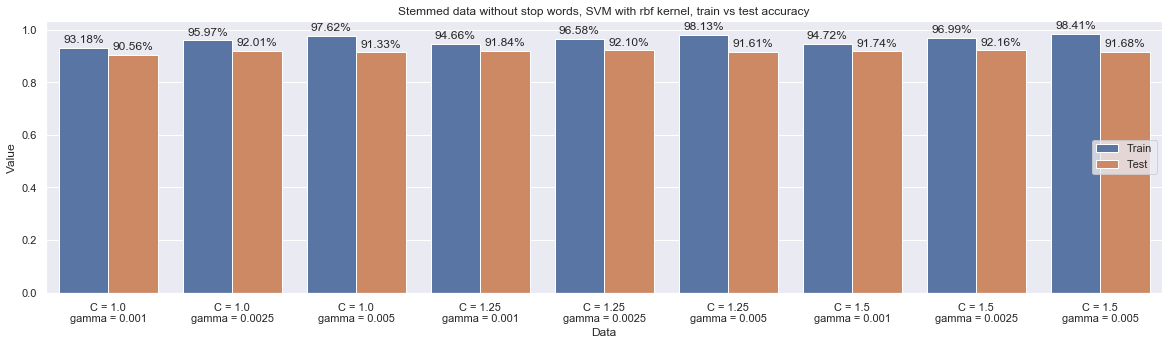 Stemmed data without stop words, SVM with rbf kernel, train vs test accuracy
93.18% 90.56% 95.97% 92.01% 97.62% 91.33% 94.66% 91.84% 96.58% 92.10% 98.13% 91.61% 94.72% 91.74% 96.99% 92.16% 98.41% 91.68%
1.0
0.8
0.6
0.4
0.2
0.0
Value
Train
Test
C = 1.0 C = 1.0 C = 1.0 C = 1.25 C = 1.25 C = 1.25 C = 1.5 C = 1.5 C = 1.5
gamma = 0.001 gamma = 0.0025 gamma = 0.005 gamma = 0.001 gamma = 0.0025 gamma = 0.005 gamma = 0.001 gamma = 0.0025 gamma = 0.005
Data